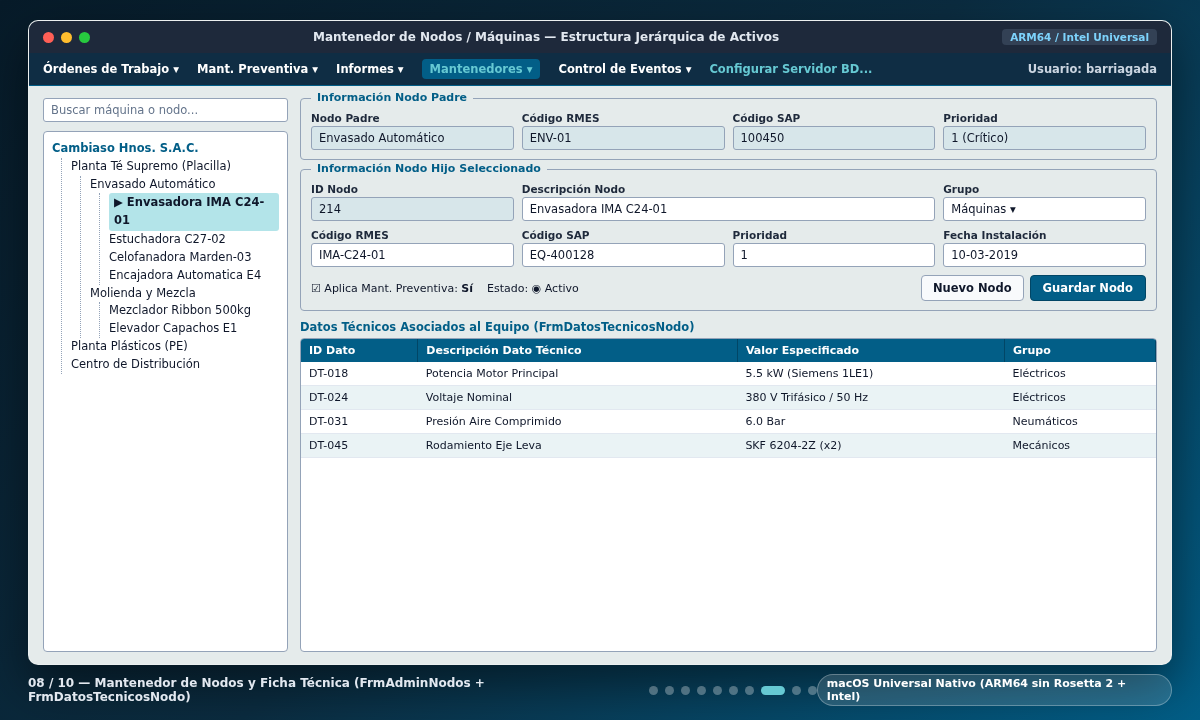 Mantenedor de Nodos / Máquinas — Estructura Jerárquica de Activos
ARM64 / Intel Universal
Órdenes de Trabajo ▾ Mant. Preventiva ▾ Informes ▾ Mantenedores ▾ Control de Eventos ▾ Configurar Servidor BD... Usuario: barriagada
Buscar máquina o nodo...
Cambiaso Hnos. S.A.C.
Planta Té Supremo (Placilla)
Envasado Automático
▶ Envasadora IMA C24-
01
Estuchadora C27-02
Celofanadora Marden-03
Encajadora Automatica E4
Molienda y Mezcla
Mezclador Ribbon 500kg
Elevador Capachos E1
Planta Plásticos (PE)
Centro de Distribución
Información Nodo Padre
Nodo Padre Código RMES Código SAP Prioridad
Envasado Automático ENV-01 100450 1 (Crítico)
Información Nodo Hijo Seleccionado
ID Nodo Descripción Nodo Grupo
214 Envasadora IMA C24-01 Máquinas ▾
Código RMES Código SAP Prioridad Fecha Instalación
IMA-C24-01 EQ-400128 1 10-03-2019
☑ Aplica Mant. Preventiva: Sí Estado: ◉ Activo Nuevo Nodo Guardar Nodo
Datos Técnicos Asociados al Equipo (FrmDatosTecnicosNodo)
ID Dato Descripción Dato Técnico Valor Especificado Grupo
DT-018 Potencia Motor Principal 5.5 kW (Siemens 1LE1) Eléctricos
DT-024 Voltaje Nominal 380 V Trifásico / 50 Hz Eléctricos
DT-031 Presión Aire Comprimido 6.0 Bar Neumáticos
DT-045 Rodamiento Eje Leva SKF 6204-2Z (x2) Mecánicos
08 / 10 — Mantenedor de Nodos y Ficha Técnica (FrmAdminNodos +
FrmDatosTecnicosNodo)
macOS Universal Nativo (ARM64 sin Rosetta 2 +
Intel)